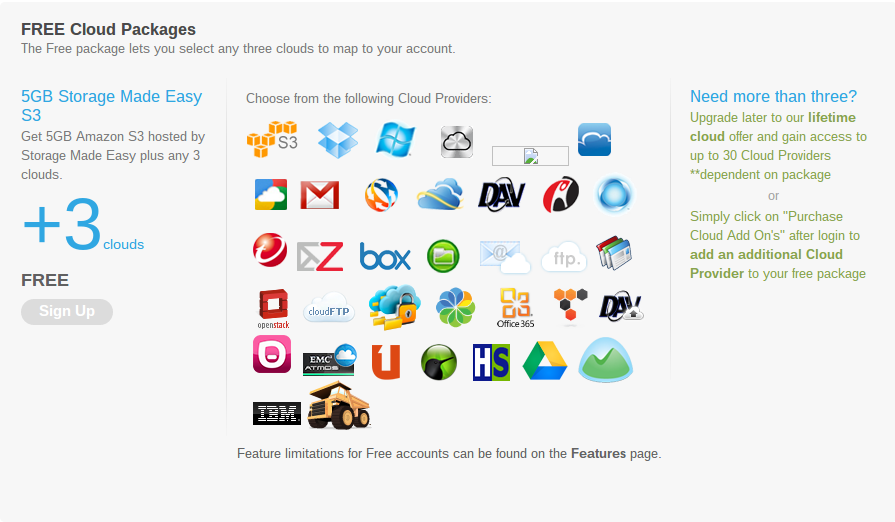 FREE Cloud Packages
The Free package lets you select any three clouds to map to your account.
5GB Storage Made Easy
S3
Get 5GB Amazon S3 hosted by
Storage Made Easy plus any 3
clouds.
+3 clouds
FREE
Sign Up
Choose from the following Cloud Providers:
S3
DAV
Z
box
@
ftp.
openstack
cloudFTP
Office 365
DAV
EMC²
ATMOS
HS
IBM
Feature limitations for Free accounts can be found on the Features page.
Need more than three?
Upgrade later to our lifetime
cloud offer and gain access to
up to 30 Cloud Providers
**dependent on package
or
Simply click on "Purchase
Cloud Add On's" after login to
add an additional Cloud
Provider to your free package